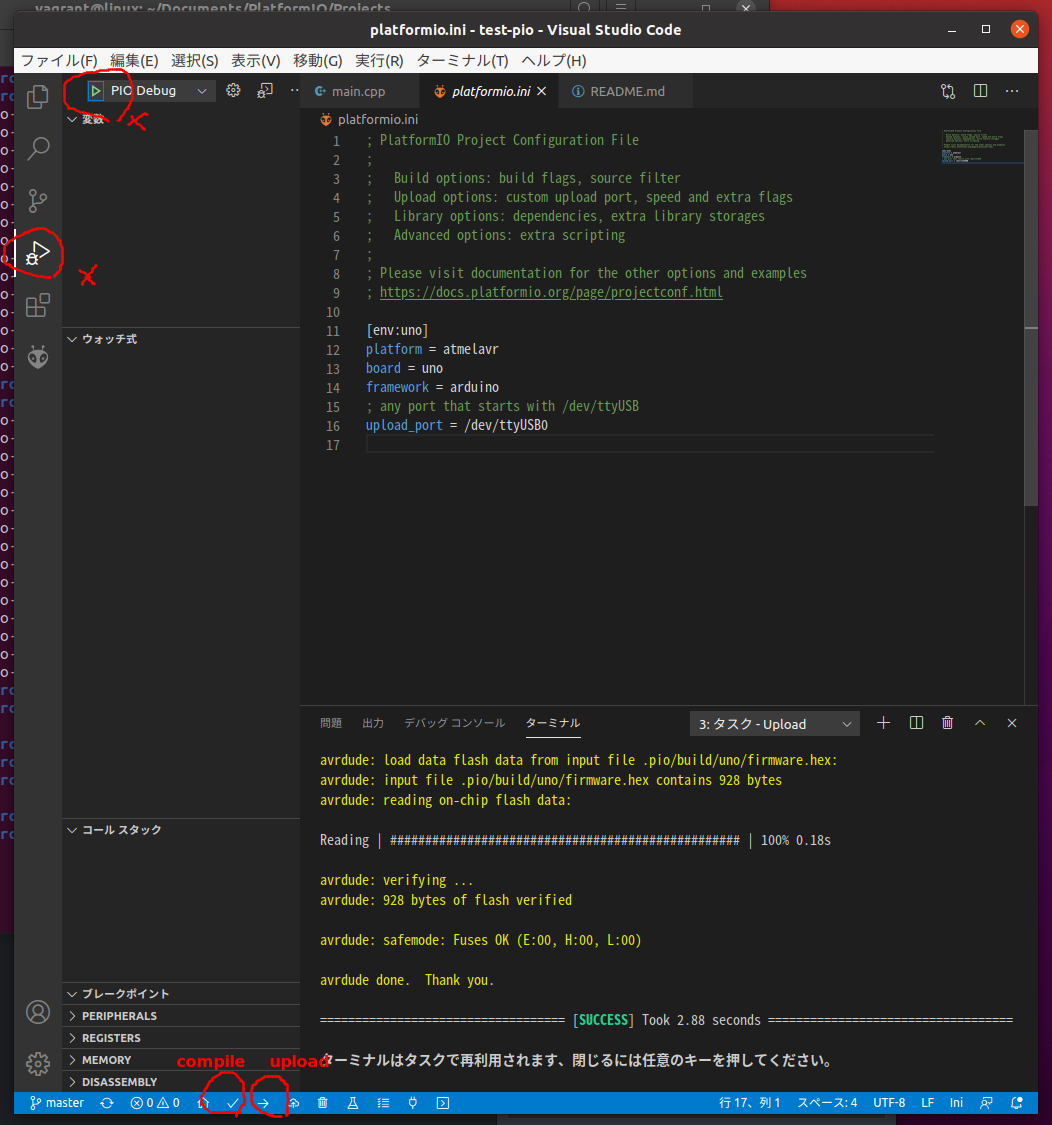 vagrant@linux: ~/Documents/PlatformIO/Projects
platformio.ini - test-pio - Visual Studio Code
ファイル(F) 編集(E) 選択(S) 表示(V) 移動(G) 実行(R) ターミナル(T) ヘルプ(H)
PIO Debug
main.cpp platformio.ini README.md
変数
platformio.ini
1 ; PlatformIO Project Configuration File
2 ;
3 ;   Build options: build flags, source filter
4 ;   Upload options: custom upload port, speed and extra flags
5 ;   Library options: dependencies, extra library storages
6 ;   Advanced options: extra scripting
7 ;
8 ; Please visit documentation for the other options and examples
9 ; https://docs.platformio.org/page/projectconf.html
10
11 [env:uno]
12 platform = atmelavr
13 board = uno
14 framework = arduino
15 ; any port that starts with /dev/ttyUSB
16 upload_port = /dev/ttyUSB0
17
ウォッチ式
コール スタック
ブレークポイント
PERIPHERALS
REGISTERS
MEMORY
DISASSEMBLY
問題 出力 デバッグ コンソール ターミナル 3: タスク - Upload
avrdude: load data flash data from input file .pio/build/uno/firmware.hex:
avrdude: input file .pio/build/uno/firmware.hex contains 928 bytes
avrdude: reading on-chip flash data:
Reading | ################################################## | 100% 0.18s
avrdude: verifying ...
avrdude: 928 bytes of flash verified
avrdude: safemode: Fuses OK (E:00, H:00, L:00)
avrdude done.  Thank you.
=================================== [SUCCESS] Took 2.88 seconds ===================================
ターミナルはタスクで再利用されます、閉じるには任意のキーを押してください。
compile upload
master 0 0 行 17、列 1 スペース: 4 UTF-8 LF Ini